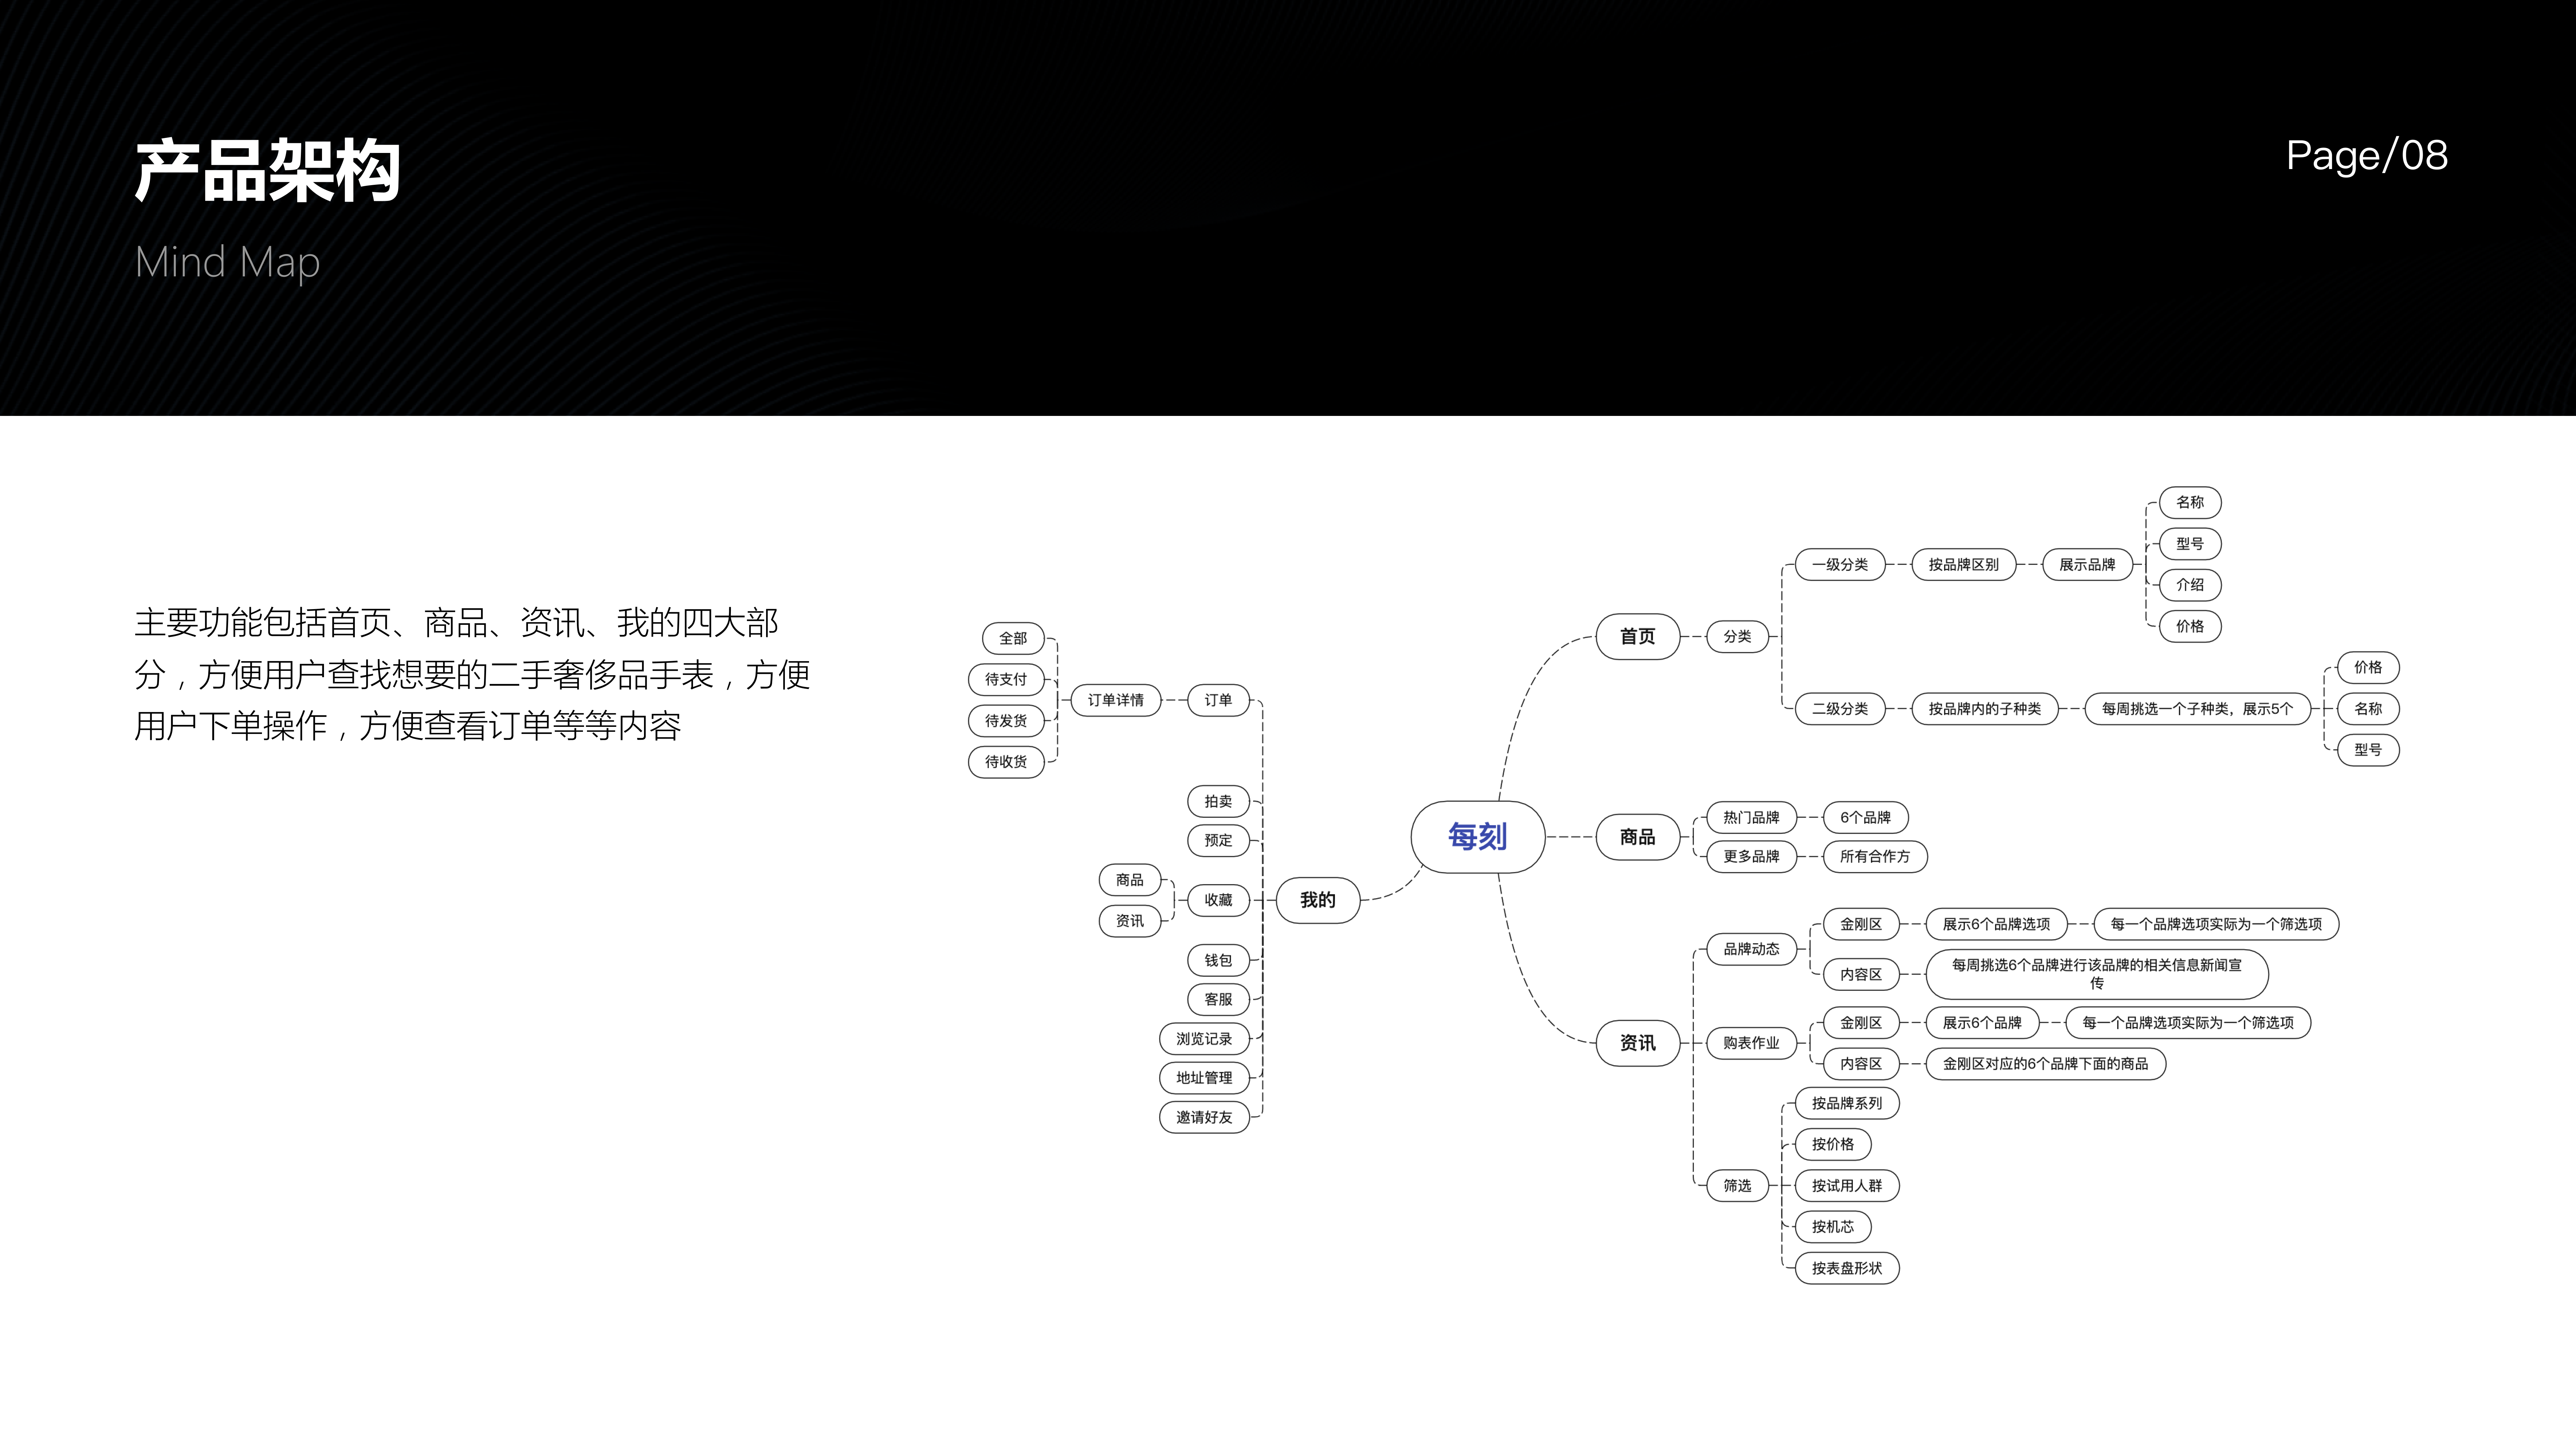 产品架构
Mind Map
Page/08
主要功能包括首页、商品、资讯、我的四大部
分，方便用户查找想要的二手奢侈品手表，方便
用户下单操作，方便查看订单等等内容
每刻
首页
分类
一级分类
按品牌区别
展示品牌
名称
型号
介绍
价格
二级分类
按品牌内的子种类
每周挑选一个子种类，展示5个
价格
名称
型号
商品
热门品牌
6个品牌
更多品牌
所有合作方
资讯
品牌动态
金刚区
展示6个品牌选项
每一个品牌选项实际为一个筛选项
内容区
每周挑选6个品牌进行该品牌的相关信息新闻宣
传
购表作业
金刚区
展示6个品牌
每一个品牌选项实际为一个筛选项
内容区
金刚区对应的6个品牌下面的商品
筛选
按品牌系列
按价格
按试用人群
按机芯
按表盘形状
我的
订单
订单详情
全部
待支付
待发货
待收货
拍卖
预定
收藏
商品
资讯
钱包
客服
浏览记录
地址管理
邀请好友